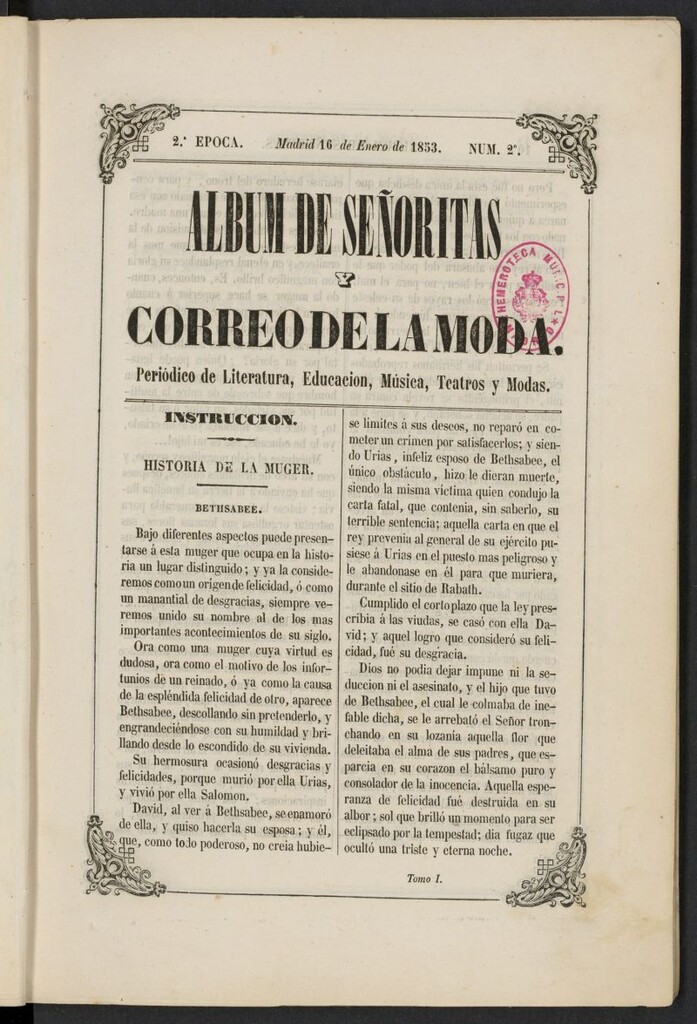 2.ª EPOCA. Madrid 16 de Enero de 1853. NUM. 2º.
ALBUM DE SEÑORITAS
Y
CORREO DE LA MODA.
Periódico de Literatura, Educacion, Música, Teatros y Modas.
HEMEROTECA MUNICIPAL
INSTRUCCION.
HISTORIA DE LA MUGER.
BETHSABEE.
Bajo diferentes aspectos puede presen-
tarse á esta muger que ocupa en la histo-
ria un lugar distinguido; y ya la conside-
remos como un origen de felicidad, ó como
un manantial de desgracias, siempre ve-
remos unido su nombre al de los mas
importantes acontecimientos de su siglo.
Ora como una muger cuya virtud es
dudosa, ora como el motivo de los infor-
tunios de un reinado, ó ya como la causa
de la espléndida felicidad de otro, aparece
Bethsabee, descollando sin pretenderlo, y
engrandeciéndose con su humildad y bri-
llando desde lo escondido de su vivienda.
Su hermosura ocasionó desgracias y
felicidades, porque murió por ella Urias,
y vivió por ella Salomon.
David, al ver á Bethsabee, se enamoró
de ella, y quiso hacerla su esposa; y él,
que, como todo poderoso, no creia hubie-
se limites á sus deseos, no reparó en co-
meter un crímen por satisfacerlos; y sien-
do Urias, infeliz esposo de Bethsabee, el
único obstáculo, hizo le dieran muerte,
siendo la misma víctima quien condujo la
carta fatal, que contenia, sin saberlo, su
terrible sentencia; aquella carta en que el
rey prevenia al general de su ejército pu-
siese á Urias en el puesto mas peligroso y
le abandonase en él para que muriera,
durante el sitio de Rabath.
Cumplido el corto plazo que la ley pres-
cribia á las viudas, se casó con ella Da-
vid; y aquel logro que consideró su feli-
cidad, fué su desgracia.
Dios no podia dejar impune ni la se-
duccion ni el asesinato, y el hijo que tuvo
de Bethsabee, el cual le colmaba de ine-
fable dicha, se le arrebató el Señor tron-
chando en su lozanía aquella flor que
deleitaba el alma de sus padres, que es-
parcia en su corazon el bálsamo puro y
consolador de la inocencia. Aquella espe-
ranza de felicidad fué destruida en su
albor; sol que brilló un momento para ser
eclipsado por la tempestad; dia fugaz que
ocultó una triste y eterna noche.
Tomo I.